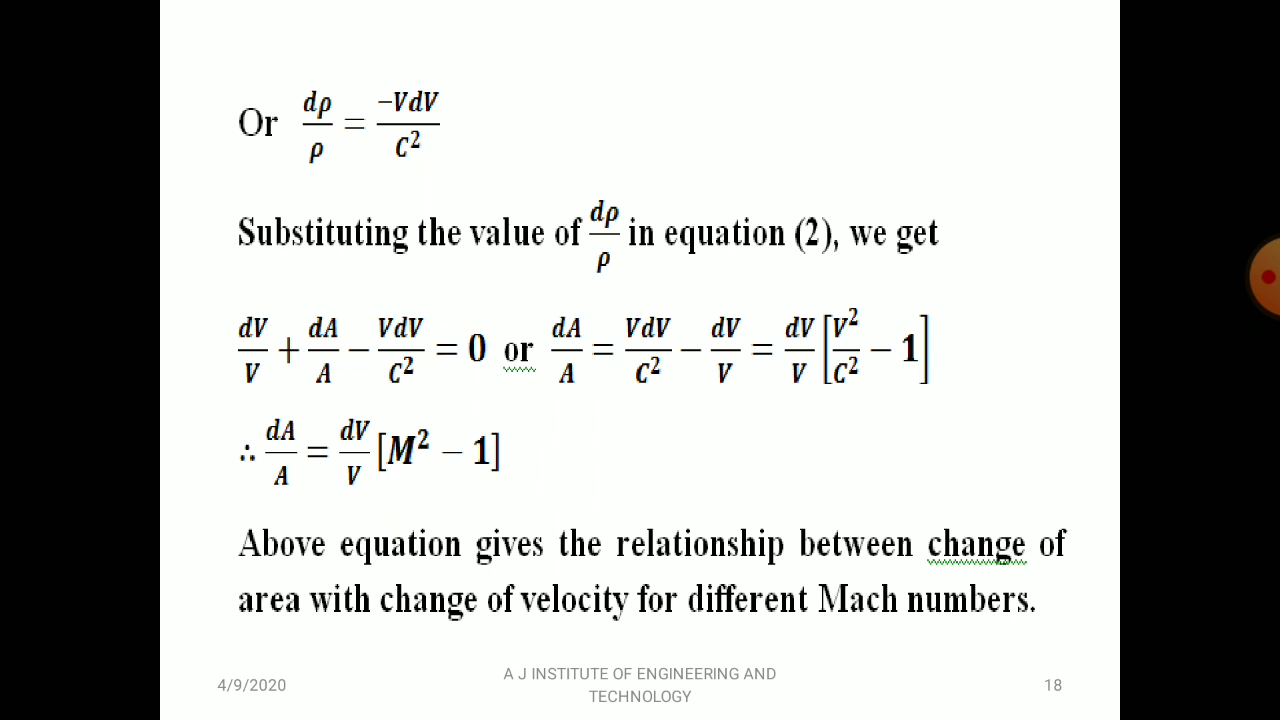 Or dρ/ρ = −VdV/C²
Substituting the value of dρ/ρ in equation (2), we get
dV/V + dA/A − VdV/C² = 0 or dA/A = VdV/C² − dV/V = dV/V [V²/C² − 1]
∴ dA/A = dV/V [M² − 1]
Above equation gives the relationship between change of
area with change of velocity for different Mach numbers.
4/9/2020
A J INSTITUTE OF ENGINEERING AND
TECHNOLOGY
18